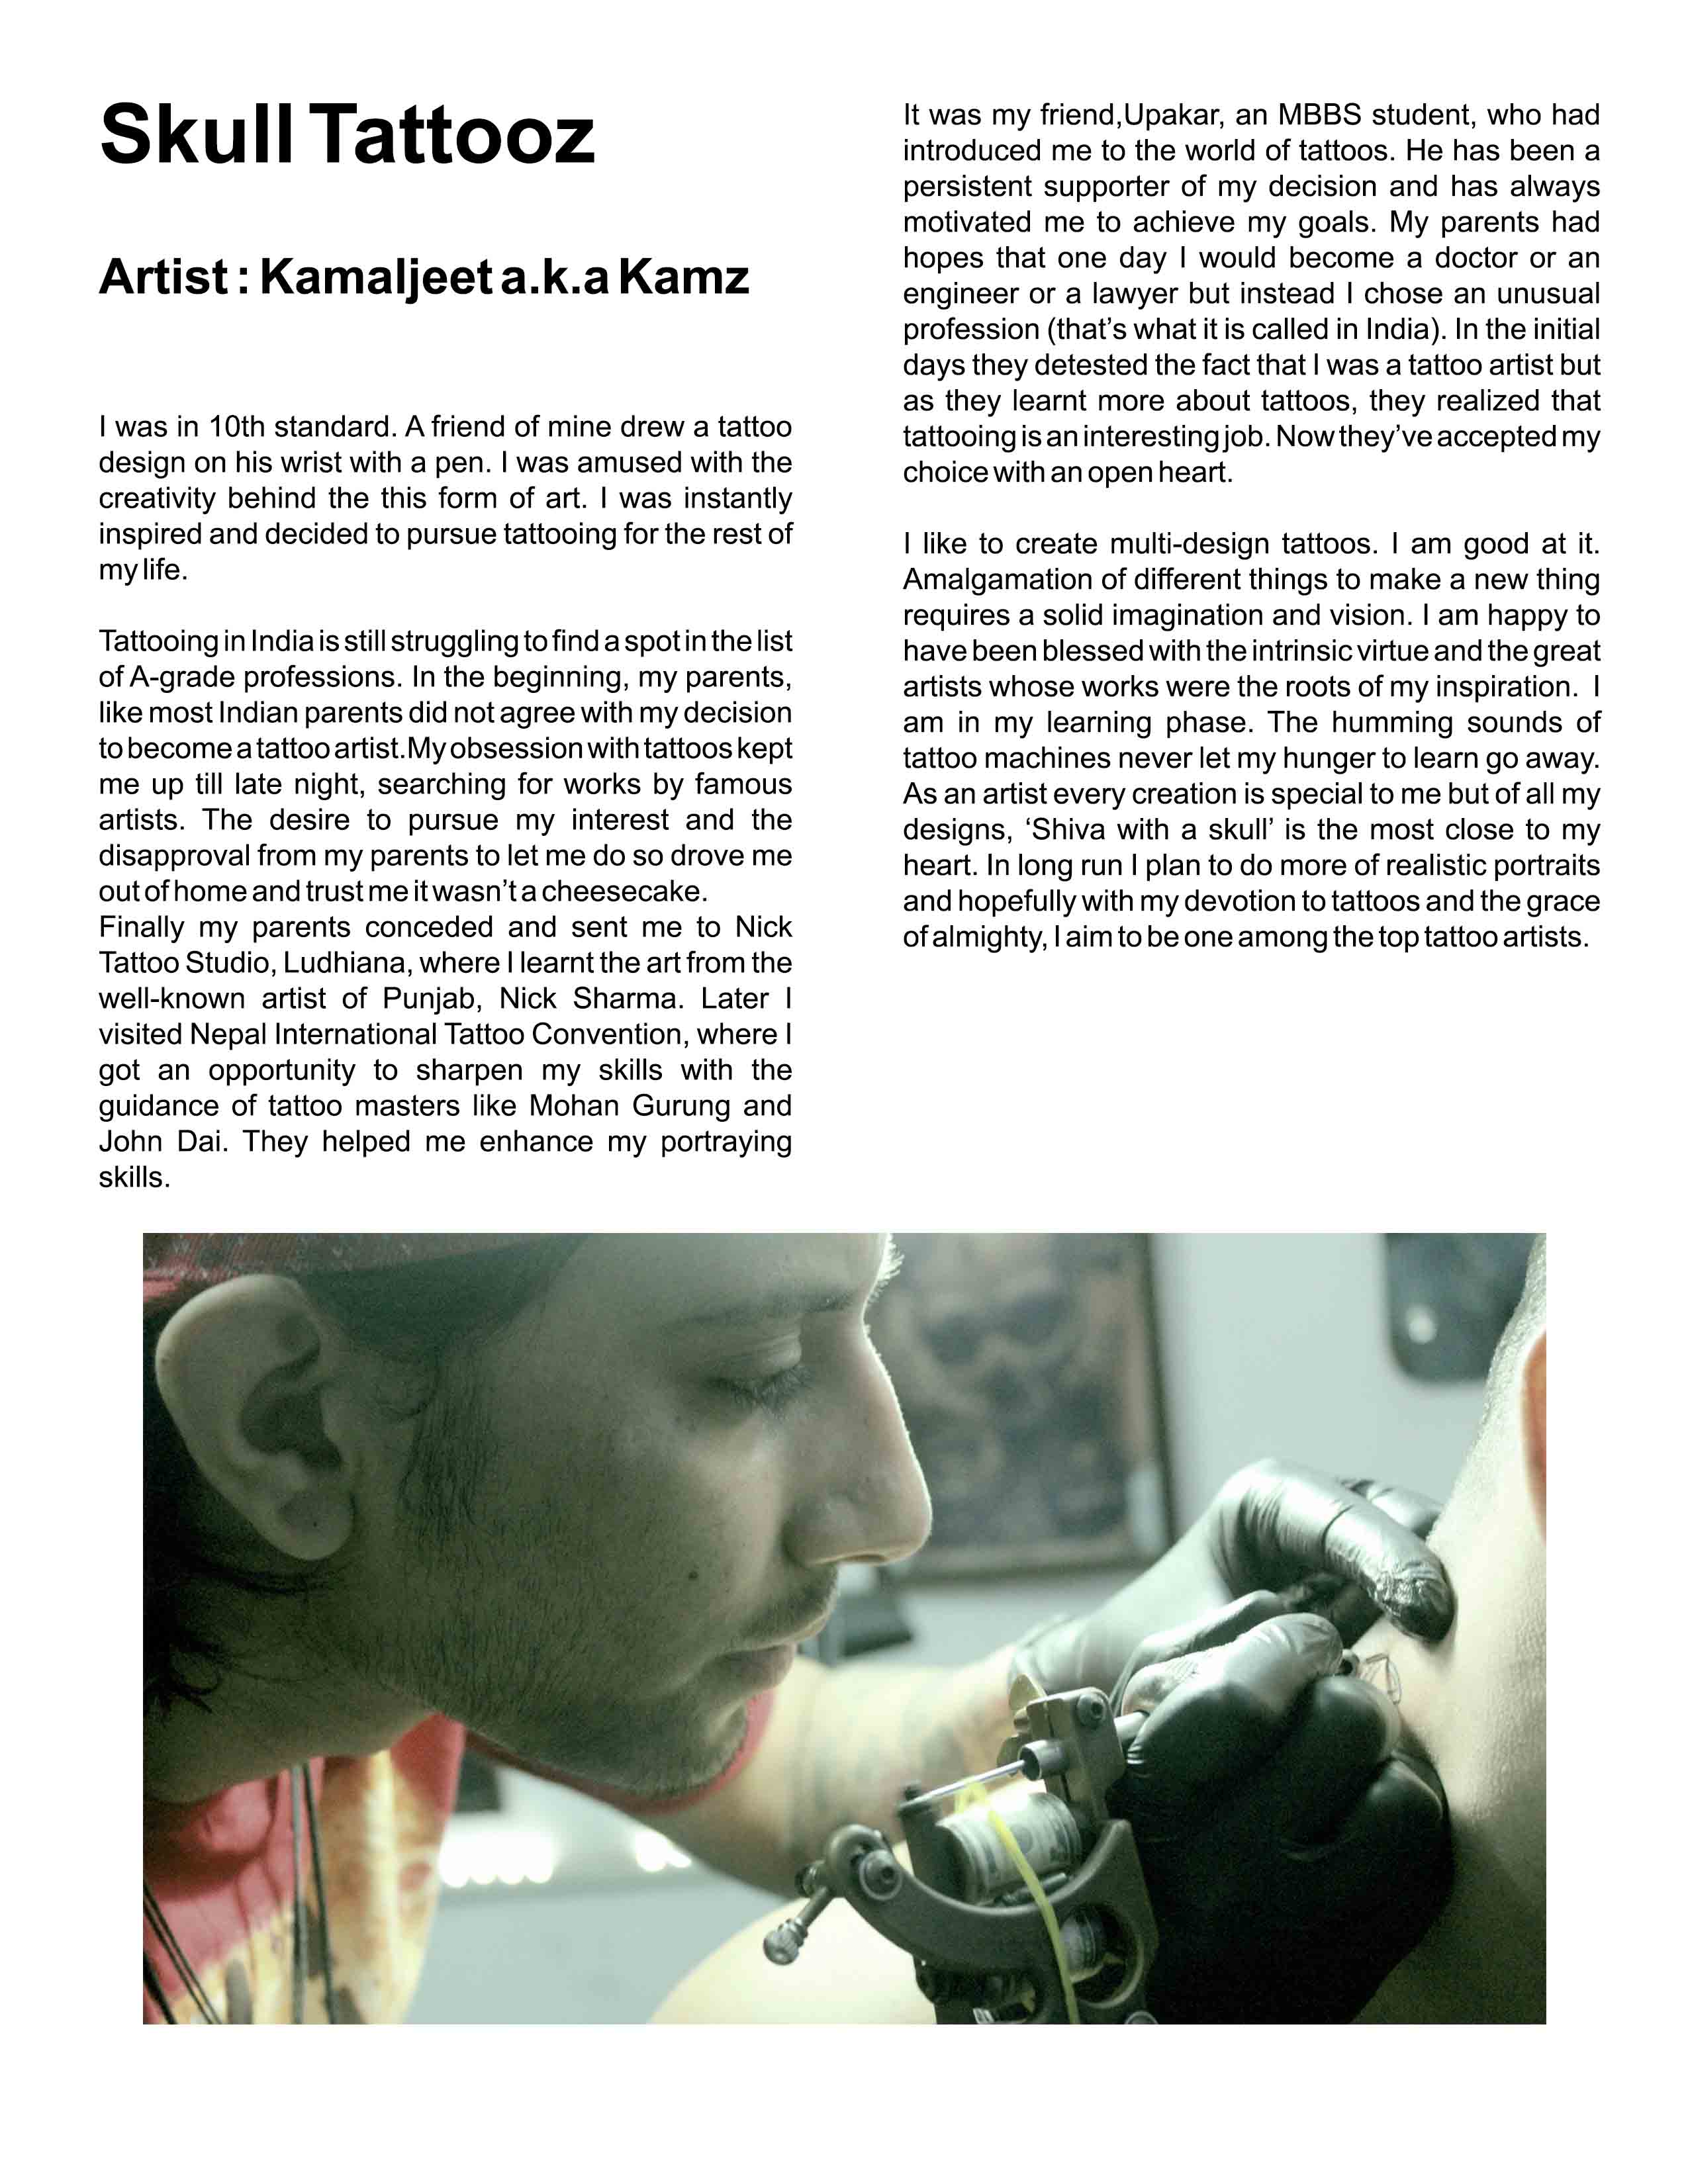 Skull Tattooz
Artist : Kamaljeet a.k.a Kamz
I was in 10th standard. A friend of mine drew a tattoo
design on his wrist with a pen. I was amused with the
creativity behind the this form of art. I was instantly
inspired and decided to pursue tattooing for the rest of
my life.
Tattooing in India is still struggling to find a spot in the list
of A-grade professions. In the beginning, my parents,
like most Indian parents did not agree with my decision
to become a tattoo artist.My obsession with tattoos kept
me up till late night, searching for works by famous
artists. The desire to pursue my interest and the
disapproval from my parents to let me do so drove me
out of home and trust me it wasn’t a cheesecake.
Finally my parents conceded and sent me to Nick
Tattoo Studio, Ludhiana, where I learnt the art from the
well-known artist of Punjab, Nick Sharma. Later I
visited Nepal International Tattoo Convention, where I
got an opportunity to sharpen my skills with the
guidance of tattoo masters like Mohan Gurung and
John Dai. They helped me enhance my portraying
skills.
It was my friend,Upakar, an MBBS student, who had
introduced me to the world of tattoos. He has been a
persistent supporter of my decision and has always
motivated me to achieve my goals. My parents had
hopes that one day I would become a doctor or an
engineer or a lawyer but instead I chose an unusual
profession (that’s what it is called in India). In the initial
days they detested the fact that I was a tattoo artist but
as they learnt more about tattoos, they realized that
tattooing is an interesting job. Now they’ve accepted my
choice with an open heart.
I like to create multi-design tattoos. I am good at it.
Amalgamation of different things to make a new thing
requires a solid imagination and vision. I am happy to
have been blessed with the intrinsic virtue and the great
artists whose works were the roots of my inspiration.  I
am in my learning phase. The humming sounds of
tattoo machines never let my hunger to learn go away.
As an artist every creation is special to me but of all my
designs, ‘Shiva with a skull’ is the most close to my
heart. In long run I plan to do more of realistic portraits
and hopefully with my devotion to tattoos and the grace
of almighty, I aim to be one among the top tattoo artists.